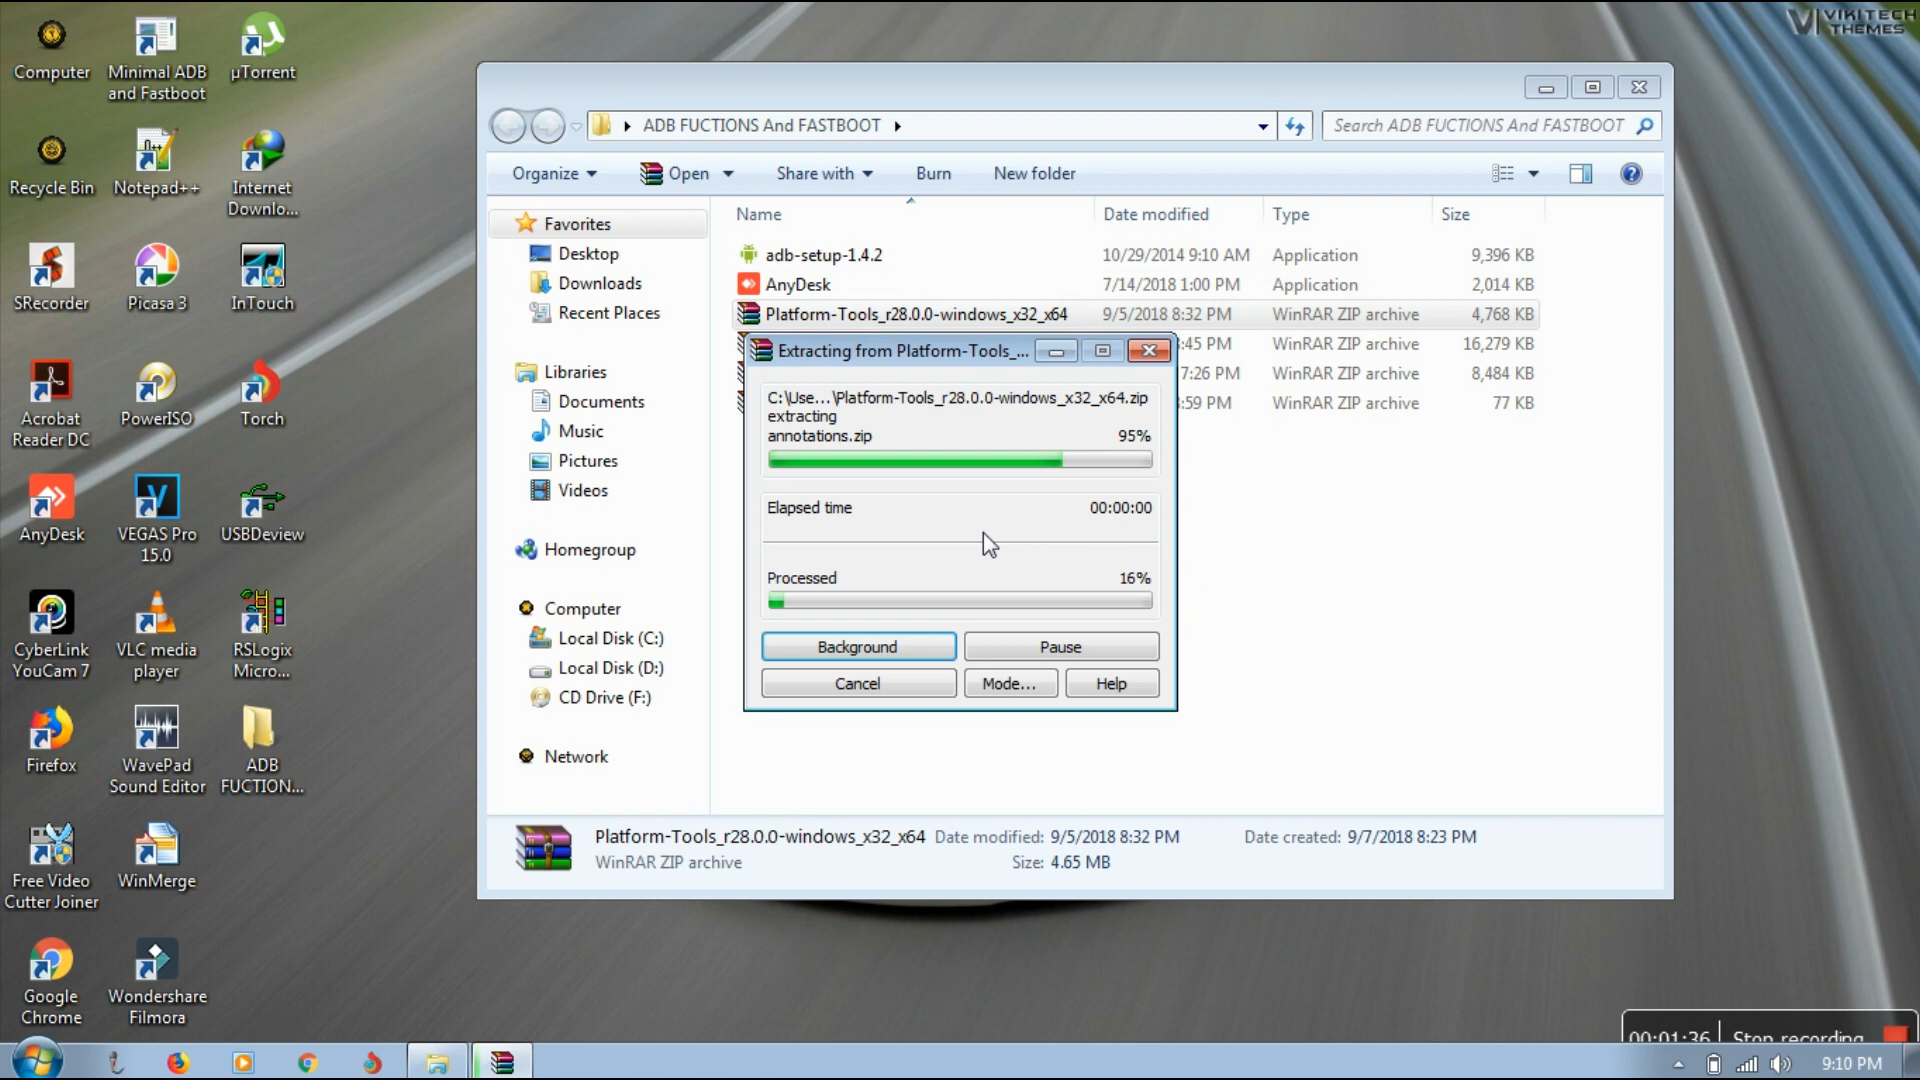 VIKITECH
THEMES
Computer
Minimal ADB
and Fastboot
µTorrent
Recycle Bin
Notepad++
Internet
Downlo...
SRecorder
Picasa 3
InTouch
Acrobat
Reader DC
PowerISO
Torch
AnyDesk
VEGAS Pro
15.0
USBDeview
CyberLink
YouCam 7
VLC media
player
RSLogix
Micro...
Firefox
WavePad
Sound Editor
ADB
FUCTION...
Free Video
Cutter Joiner
WinMerge
Google
Chrome
Wondershare
Filmora
ADB FUCTIONS And FASTBOOT
Search ADB FUCTIONS And FASTBOOT
Organize Open Share with Burn New folder
Favorites
Desktop
Downloads
Recent Places
Libraries
Documents
Music
Pictures
Videos
Homegroup
Computer
Local Disk (C:)
Local Disk (D:)
CD Drive (F:)
Network
Name Date modified Type Size
adb-setup-1.4.2 10/29/2014 9:10 AM Application 9,396 KB
AnyDesk 7/14/2018 1:00 PM Application 2,014 KB
Platform-Tools_r28.0.0-windows_x32_x64 9/5/2018 8:32 PM WinRAR ZIP archive 4,768 KB
:45 PM WinRAR ZIP archive 16,279 KB
7:26 PM WinRAR ZIP archive 8,484 KB
:59 PM WinRAR ZIP archive 77 KB
Extracting from Platform-Tools_...
C:\Use...\Platform-Tools_r28.0.0-windows_x32_x64.zip
extracting
annotations.zip 95%
Elapsed time 00:00:00
Processed 16%
Background Pause
Cancel Mode... Help
Platform-Tools_r28.0.0-windows_x32_x64 Date modified: 9/5/2018 8:32 PM Date created: 9/7/2018 8:23 PM
WinRAR ZIP archive Size: 4.65 MB
00:01:36 Stop recording
9:10 PM